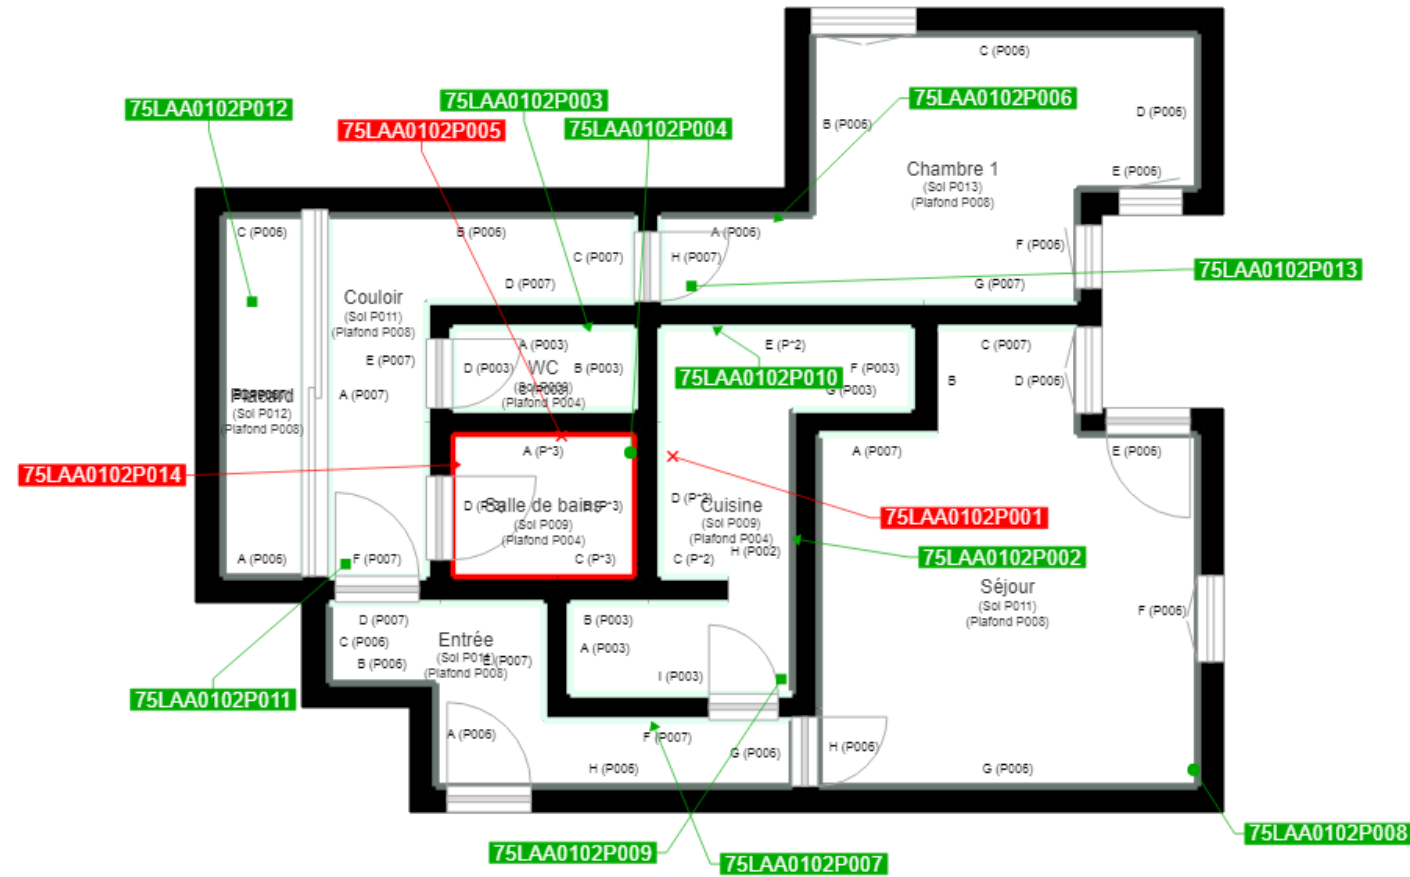 C (P006)
75LAA0102P012
75LAA0102P003
75LAA0102P006
75LAA0102P005
75LAA0102P004
B (P006)
D (P006)
Chambre 1
(Sol P013)
(Plafond P008)
E (P006)
C (P006)
B (P006)
A (P006)
F (P006)
C (P007)
H (P007)
75LAA0102P013
D (P007)
G (P007)
Couloir
(Sol P011)
(Plafond P008)
A (P003)
E (P^2)
C (P007)
E (P007)
D (P003)
WC
B (P003)
F (P003)
75LAA0102P010
D (P006)
B
A (P007)
G (P003)
(Plafond P004)
(Sol P012)
(Plafond P008)
A (P^3)
A (P007)
E (P006)
75LAA0102P014
D (P^2)
Salle de bains
(Sol P009)
(Plafond P004)
Cuisine
(Sol P009)
(Plafond P004)
75LAA0102P001
H (P002)
75LAA0102P002
A (P006)
F (P007)
C (P^3)
C (P^2)
Séjour
(Sol P011)
(Plafond P008)
F (P006)
D (P007)
B (P003)
C (P006)
Entrée
A (P003)
B (P006)
E (P007)
(Plafond P008)
I (P003)
75LAA0102P011
A (P006)
F (P007)
G (P006)
H (P006)
H (P006)
G (P006)
75LAA0102P008
75LAA0102P009
75LAA0102P007